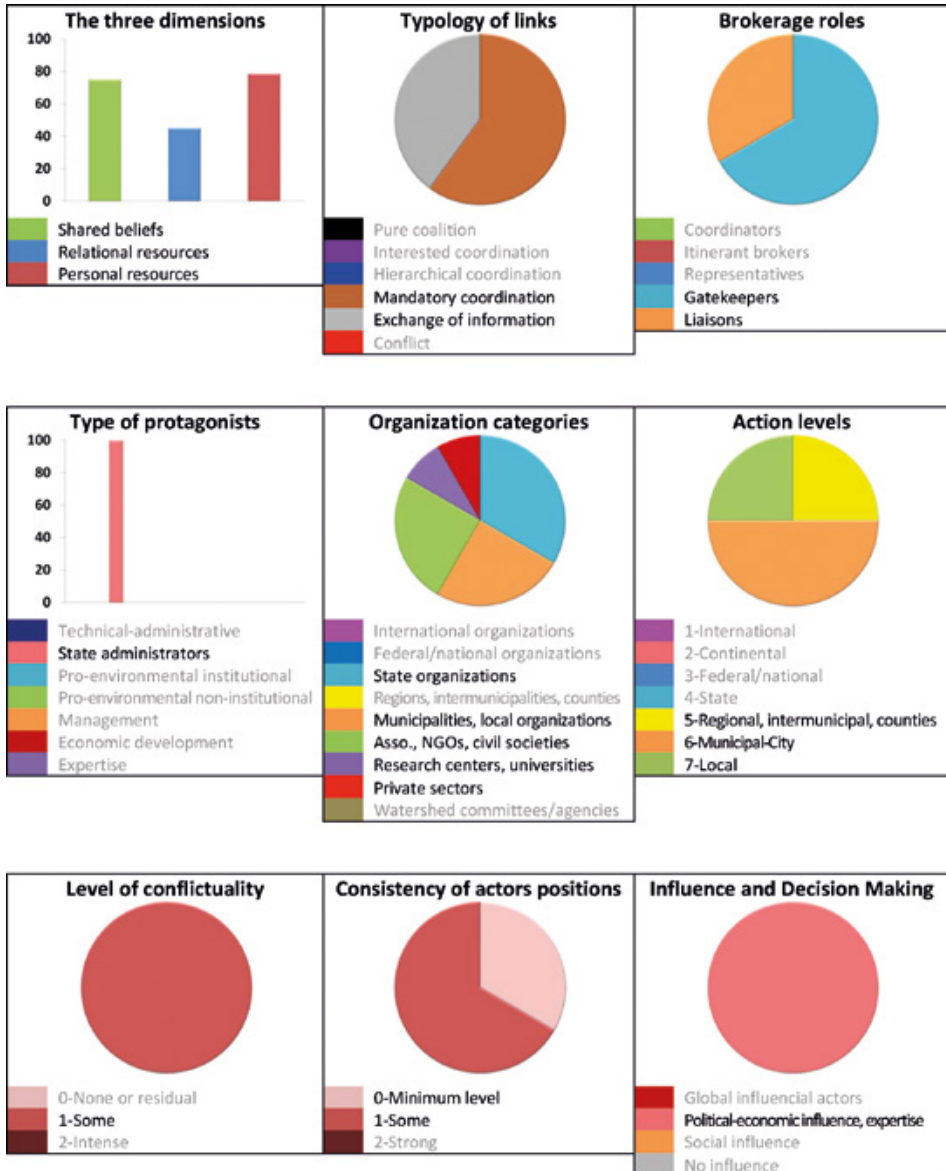 The three dimensions
100
80
60
40
20
0
Shared beliefs
Relational resources
Personal resources
Typology of links
Pure coalition
Interested coordination
Hierarchical coordination
Mandatory coordination
Exchange of information
Conflict
Brokerage roles
Coordinators
Itinerant brokers
Representatives
Gatekeepers
Liaisons
Type of protagonists
100
80
60
40
20
0
Technical-administrative
State administrators
Pro-environmental institutional
Pro-environmental non-institutional
Management
Economic development
Expertise
Organization categories
International organizations
Federal/national organizations
State organizations
Regions, intermunicipalities, counties
Municipalities, local organizations
Asso., NGOs, civil societies
Research centers, universities
Private sectors
Watershed committees/agencies
Action levels
1-International
2-Continental
3-Federal/national
4-State
5-Regional, intermunicipal, counties
6-Municipal-City
7-Local
Level of conflictuality
0-None or residual
1-Some
2-Intense
Consistency of actors positions
0-Minimum level
1-Some
2-Strong
Influence and Decision Making
Global influencial actors
Political-economic influence, expertise
Social influence
No influence